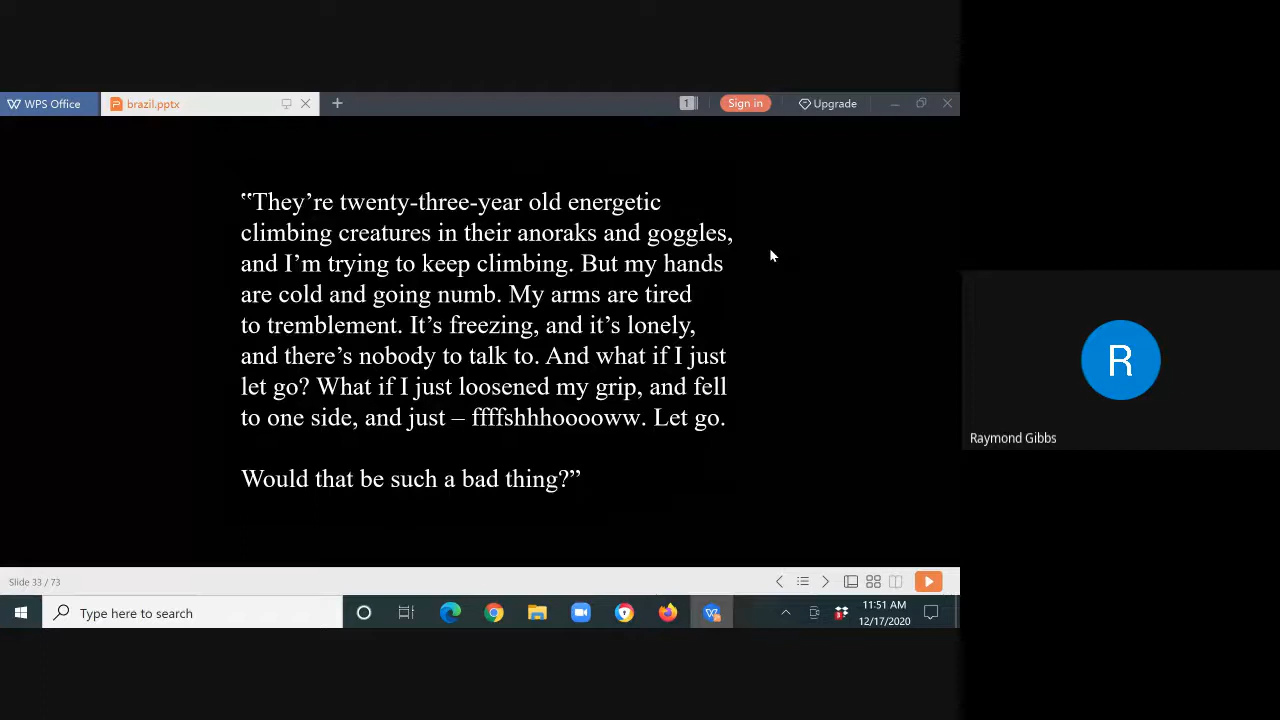 WPS Office
brazil.pptx
1
Sign in
Upgrade
“They’re twenty-three-year old energetic
climbing creatures in their anoraks and goggles,
and I’m trying to keep climbing. But my hands
are cold and going numb. My arms are tired
to tremblement. It’s freezing, and it’s lonely,
and there’s nobody to talk to. And what if I just
let go? What if I just loosened my grip, and fell
to one side, and just – ffffshhhooooww. Let go.
Would that be such a bad thing?”
R
Raymond Gibbs
Slide 33 / 73
Type here to search
11:51 AM
12/17/2020